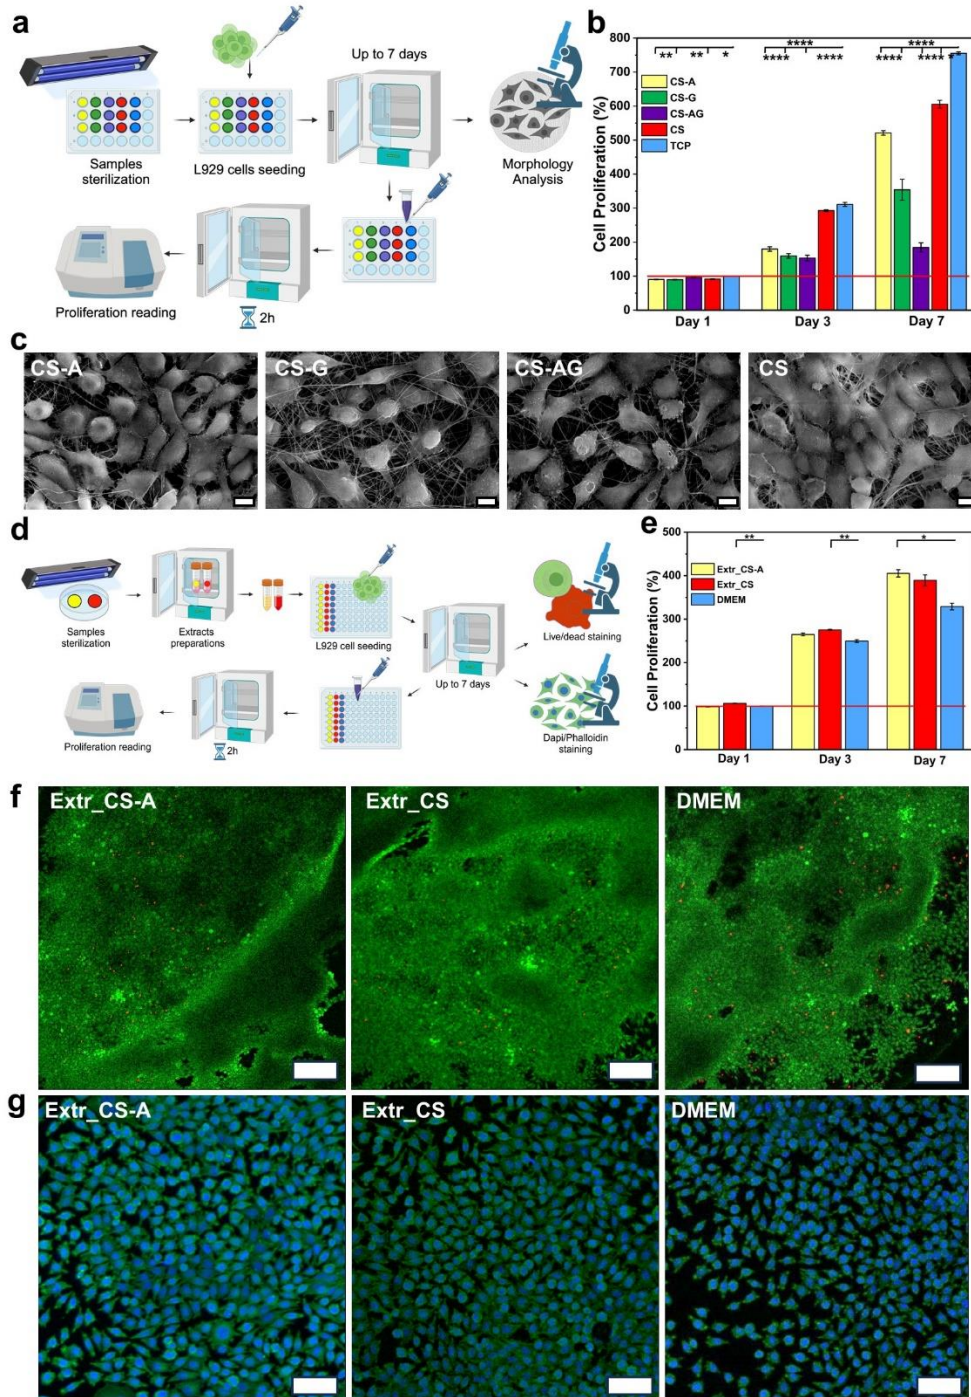 a
Samples
sterilization
L929 cells seeding
Up to 7 days
Morphology
Analysis
Proliferation reading
2h
b
Cell Proliferation (%)
800
700
600
500
400
300
200
100
0
CS-A
CS-G
CS-AG
CS
TCP
** ** *
****
**** ****
****
**** **** *
Day 1 Day 3 Day 7
c
CS-A
CS-G
CS-AG
CS
d
Samples
sterilization
Extracts
preparations
L929 cell seeding
Up to 7 days
Live/dead staining
Dapi/Phalloidin
staining
Proliferation reading
2h
e
Cell Proliferation (%)
500
400
300
200
100
0
Extr_CS-A
Extr_CS
DMEM
** ** *
Day 1 Day 3 Day 7
f
Extr_CS-A
Extr_CS
DMEM
g
Extr_CS-A
Extr_CS
DMEM